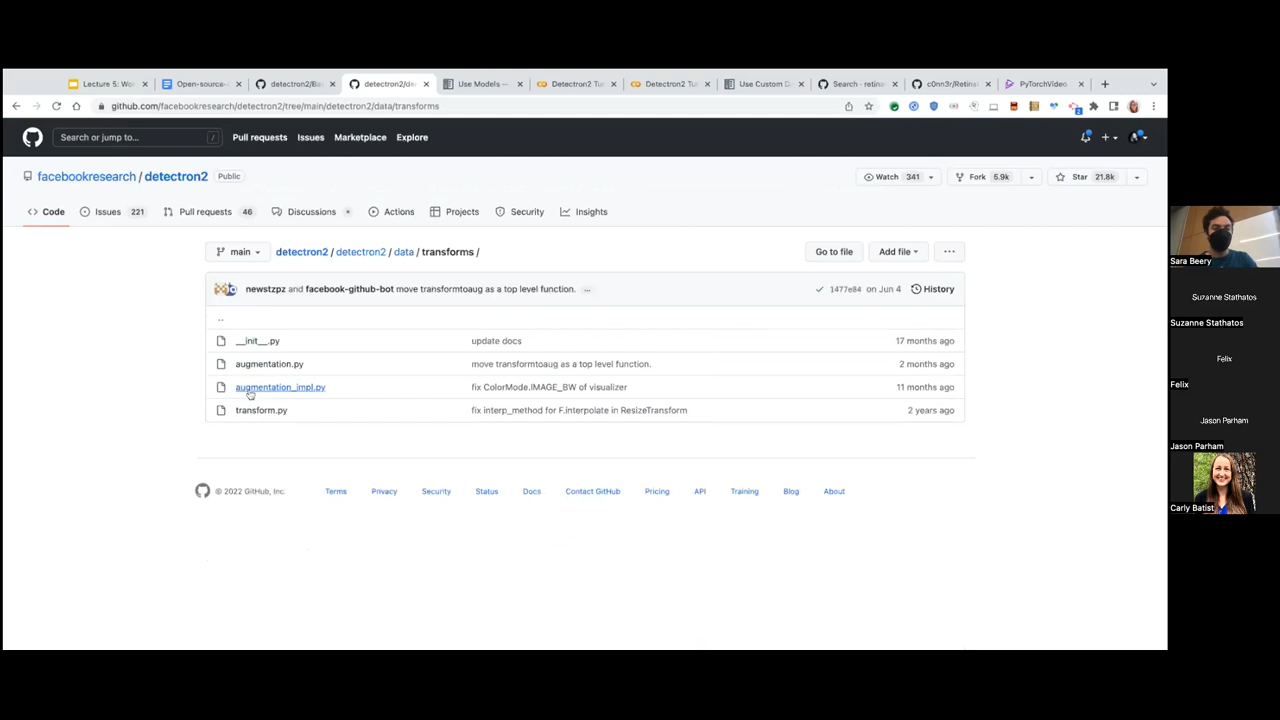 Lecture 5: Wor
Open-source-
detectron2/Ba
detectron2/de
Use Models —
Detectron2 Tu
Detectron2 Tu
Use Custom D
Search · retina
c0nn3r/Retinal
PyTorchVideo
github.com/facebookresearch/detectron2/tree/main/detectron2/data/transforms
Search or jump to...
/
Pull requests
Issues
Marketplace
Explore
facebookresearch / detectron2
Public
Watch 341
Fork 5.9k
Star 21.8k
Code
Issues 221
Pull requests 46
Discussions
Actions
Projects
Security
Insights
main
detectron2 / detectron2 / data / transforms /
Go to file
Add file
newstzpz and facebook-github-bot move transformtoaug as a top level function. ...
1477e84 on Jun 4
History
..
__init__.py update docs 17 months ago
augmentation.py move transformtoaug as a top level function. 2 months ago
augmentation_impl.py fix ColorMode.IMAGE_BW of visualizer 11 months ago
transform.py fix interp_method for F.interpolate in ResizeTransform 2 years ago
© 2022 GitHub, Inc.
Terms
Privacy
Security
Status
Docs
Contact GitHub
Pricing
API
Training
Blog
About
Sara Beery
Suzanne Stathatos
Suzanne Stathatos
Felix
Felix
Jason Parham
Jason Parham
Carly Batist